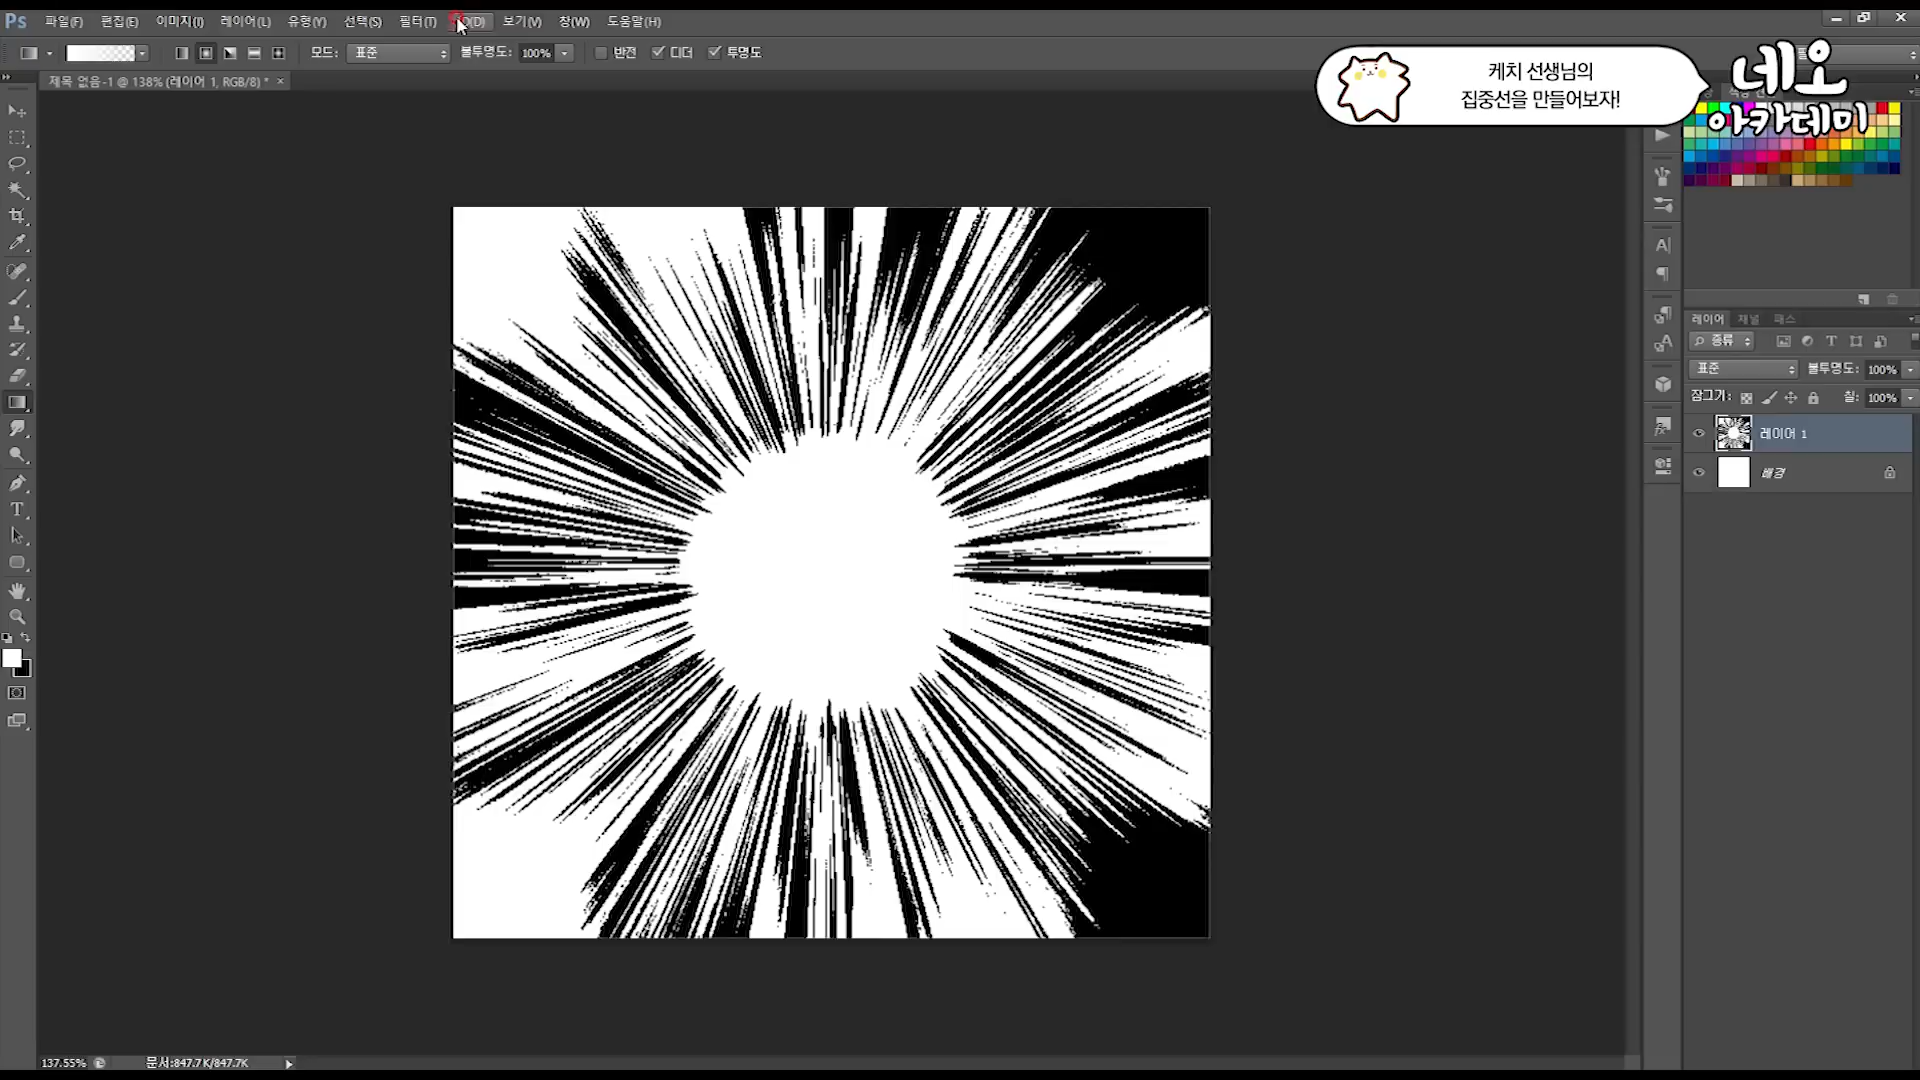 Ps 파일(F) 편집(E) 이미지(I) 레이어(L) 유형(Y) 선택(S) 필터(T) 보기(V) 창(W) 도움말(H)
모드: 표준 불투명도: 100% 반전 디더 투명도
제목 없음-1 @ 138% (레이어 1, RGB/8) *
케치 선생님의
집중선을 만들어보자!
네오
아카데미
레이어 채널 패스
종류
표준 불투명도: 100%
잠그기: 칠: 100%
레이어 1
배경
137.55% 문서:847.7K/847.7K